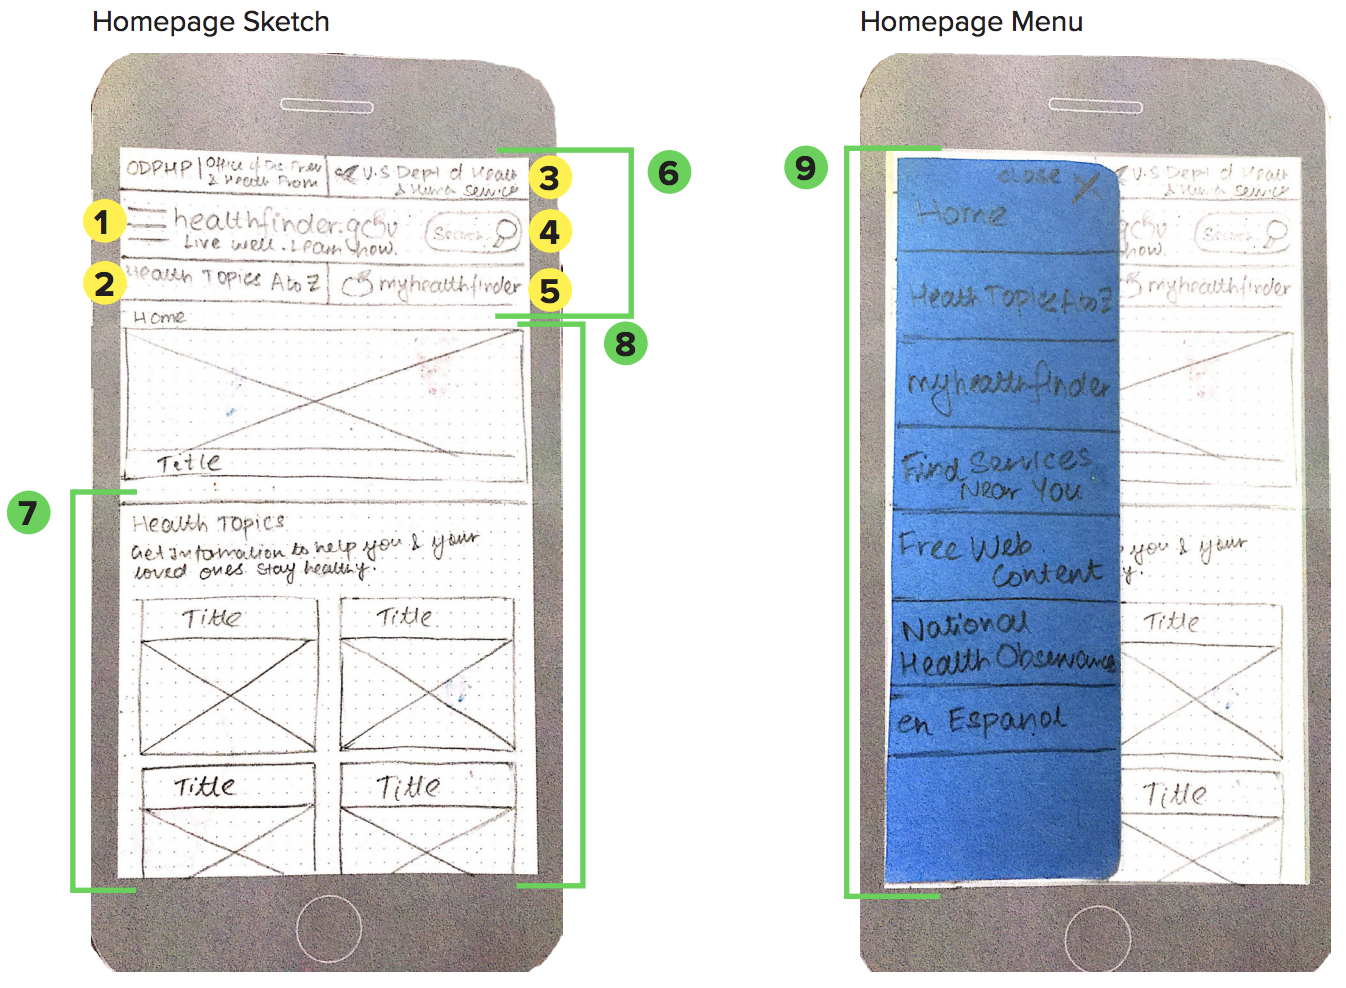 Homepage Sketch
Homepage Menu
ODPHP | Office of Dis. Prev
& Health Prom
U.S Dept of Health
& Human Services
3
6
1
healthfinder.gov
Live well. Learn how.
Search
4
2
Health Topics A to Z
myhealthfinder
5
Home
8
Title
7
Health Topics
Get Information to help you & your
loved ones stay healthy.
Title
Title
Title
Title
9
close X
Home
Health Topics A to Z
myhealthfinder
Find Services
Near You
Free Web
Content
National
Health Observance
en Espanol
U.S Dept of Health
& Human Services
Search
how.
myhealthfinder
you & your
y.
Title
Title